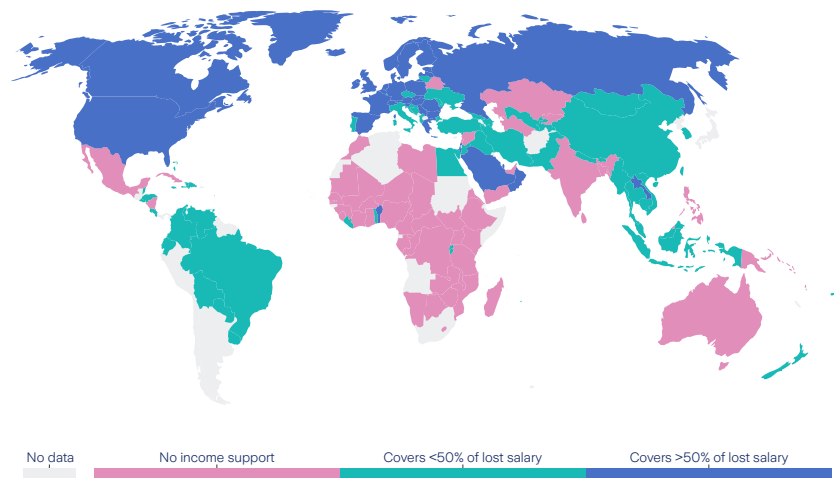 No data
No income support
Covers <50% of lost salary
Covers >50% of lost salary